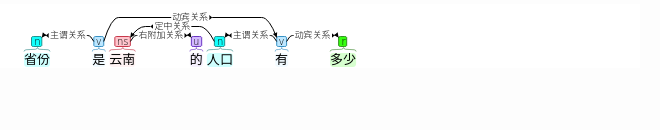 动宾关系
定中关系
n 主谓关系 v ns 右附加关系 u n 主谓关系 v 动宾关系 r
省份 是 云南 的 人口 有 多少